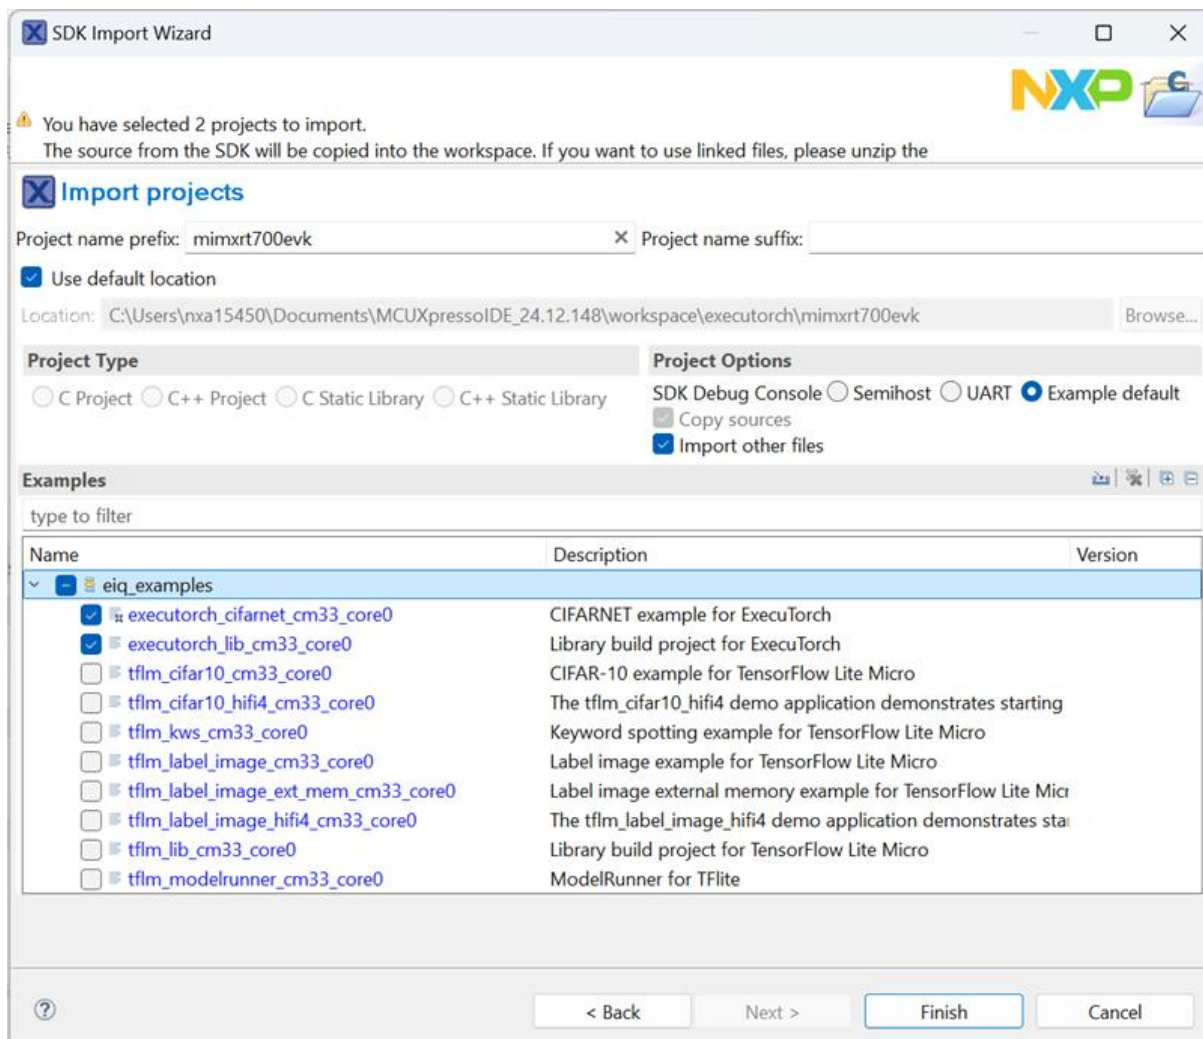 SDK Import Wizard
NXP
You have selected 2 projects to import.
The source from the SDK will be copied into the workspace. If you want to use linked files, please unzip the
Import projects
Project name prefix: mimxrt700evk Project name suffix:
Use default location
Location: C:\Users\nxa15450\Documents\MCUXpressoIDE_24.12.148\workspace\executorch\mimxrt700evk Browse...
Project Type Project Options
C Project C++ Project C Static Library C++ Static Library SDK Debug Console Semihost UART Example default
Copy sources
Import other files
Examples
type to filter
Name Description Version
eiq_examples
executorch_cifarnet_cm33_core0 CIFARNET example for ExecuTorch
executorch_lib_cm33_core0 Library build project for ExecuTorch
tflm_cifar10_cm33_core0 CIFAR-10 example for TensorFlow Lite Micro
tflm_cifar10_hifi4_cm33_core0 The tflm_cifar10_hifi4 demo application demonstrates starting
tflm_kws_cm33_core0 Keyword spotting example for TensorFlow Lite Micro
tflm_label_image_cm33_core0 Label image example for TensorFlow Lite Micro
tflm_label_image_ext_mem_cm33_core0 Label image external memory example for TensorFlow Lite Micr
tflm_label_image_hifi4_cm33_core0 The tflm_label_image_hifi4 demo application demonstrates sta
tflm_lib_cm33_core0 Library build project for TensorFlow Lite Micro
tflm_modelrunner_cm33_core0 ModelRunner for TFlite
< Back Next > Finish Cancel